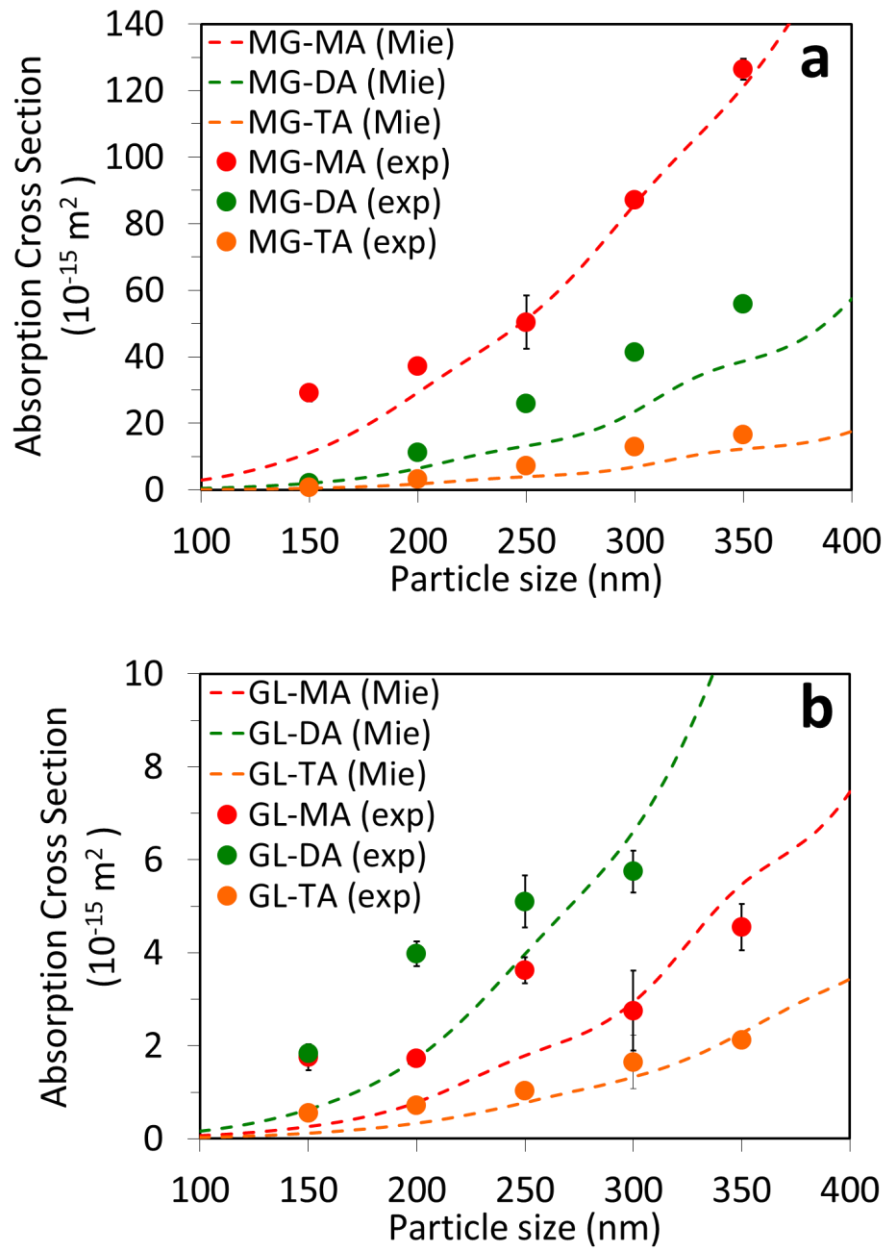 a
Absorption Cross Section
(10⁻¹⁵ m²)
140
120
100
80
60
40
20
0
MG-MA (Mie)
MG-DA (Mie)
MG-TA (Mie)
MG-MA (exp)
MG-DA (exp)
MG-TA (exp)
100 150 200 250 300 350 400
Particle size (nm)
b
Absorption Cross Section
(10⁻¹⁵ m²)
10
8
6
4
2
0
GL-MA (Mie)
GL-DA (Mie)
GL-TA (Mie)
GL-MA (exp)
GL-DA (exp)
GL-TA (exp)
100 150 200 250 300 350 400
Particle size (nm)